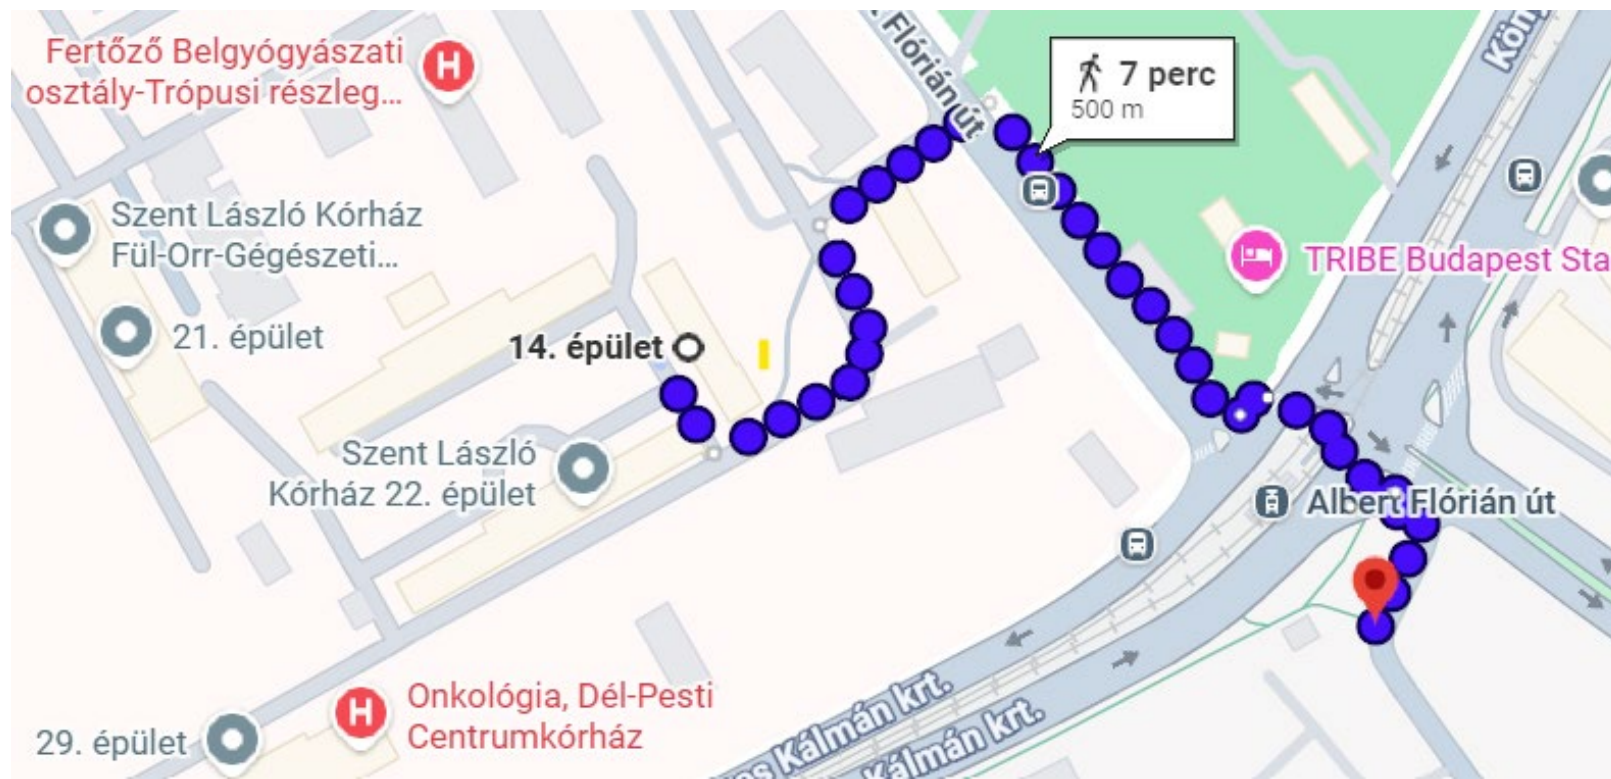 Fertőző Belgyógyászati
osztály-Trópusi részleg...
H
Flórián út
7 perc
500 m
Köny
Szent László Kórház
Fül-Orr-Gégészeti...
TRIBE Budapest Sta
21. épület
14. épület
Szent László
Kórház 22. épület
Albert Flórián út
Onkológia, Dél-Pesti
Centrumkórház
H
29. épület
os Kálmán krt.
Kálmán krt.